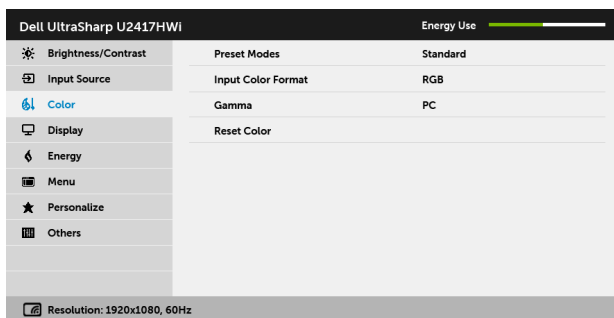 Dell UltraSharp U2417HWi
Energy Use
Brightness/Contrast
Preset Modes Standard
Input Source
Input Color Format RGB
Color
Gamma PC
Display
Reset Color
Energy
Menu
Personalize
Others
Resolution: 1920x1080, 60Hz